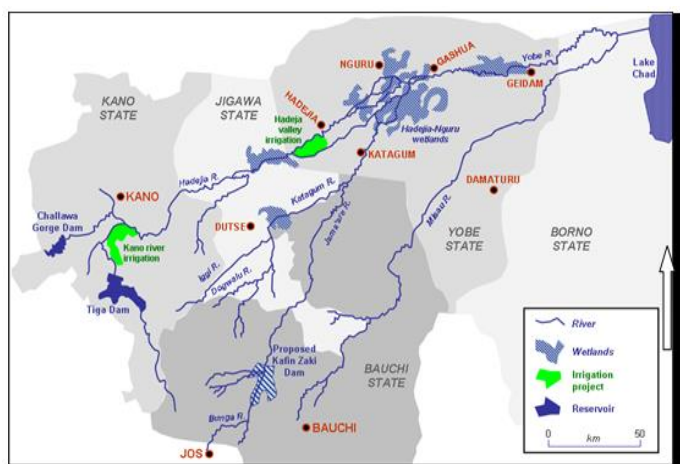 NGURU
GASHUA
Yobe R.
Lake
Chad
GEIDAM
KANO
STATE
JIGAWA
STATE
HADEJIA
Hadeja
valley
irrigation
Hadejia-Nguru
wetlands
KATAGUM
Hadejia R.
Katagum R.
DAMATURU
KANO
Challawa
Gorge Dam
DUTSE
Jama'are R.
Misau R.
YOBE
STATE
BORNO
STATE
Kano river
irrigation
Iggi R.
Dogwalu R.
Tiga Dam
Proposed
Kafin Zaki
Dam
BAUCHI
STATE
Bunga R.
BAUCHI
JOS
River
Wetlands
Irrigation
project
Reservoir
0 50
km